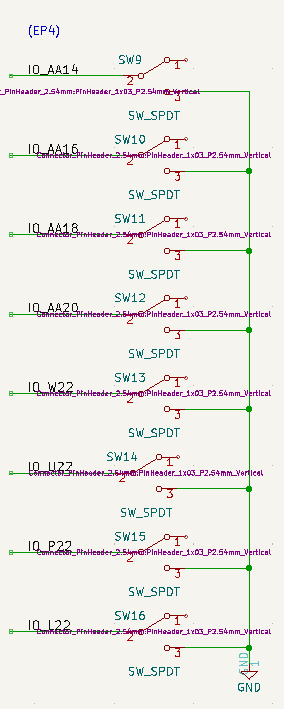 (EP4)
SW9
IO_AA14
1
2
3
PinHeader_2.54mm:PinHeader_1x03_P2.54mm_Vertical
SW_SPDT
SW10
IO_AA16
1
2
3
Connector_PinHeader_2.54mm:PinHeader_1x03_P2.54mm_Vertical
SW_SPDT
SW11
IO_AA18
1
2
3
Connector_PinHeader_2.54mm:PinHeader_1x03_P2.54mm_Vertical
SW_SPDT
SW12
IO_AA20
1
2
3
Connector_PinHeader_2.54mm:PinHeader_1x03_P2.54mm_Vertical
SW_SPDT
SW13
IO_W22
1
2
3
Connector_PinHeader_2.54mm:PinHeader_1x03_P2.54mm_Vertical
SW_SPDT
SW14
IO_U22
1
2
3
Connector_PinHeader_2.54mm:PinHeader_1x03_P2.54mm_Vertical
SW_SPDT
SW15
IO_P22
1
2
3
Connector_PinHeader_2.54mm:PinHeader_1x03_P2.54mm_Vertical
SW_SPDT
SW16
IO_L22
1
2
3
Connector_PinHeader_2.54mm:PinHeader_1x03_P2.54mm_Vertical
SW_SPDT
GND
1
GND